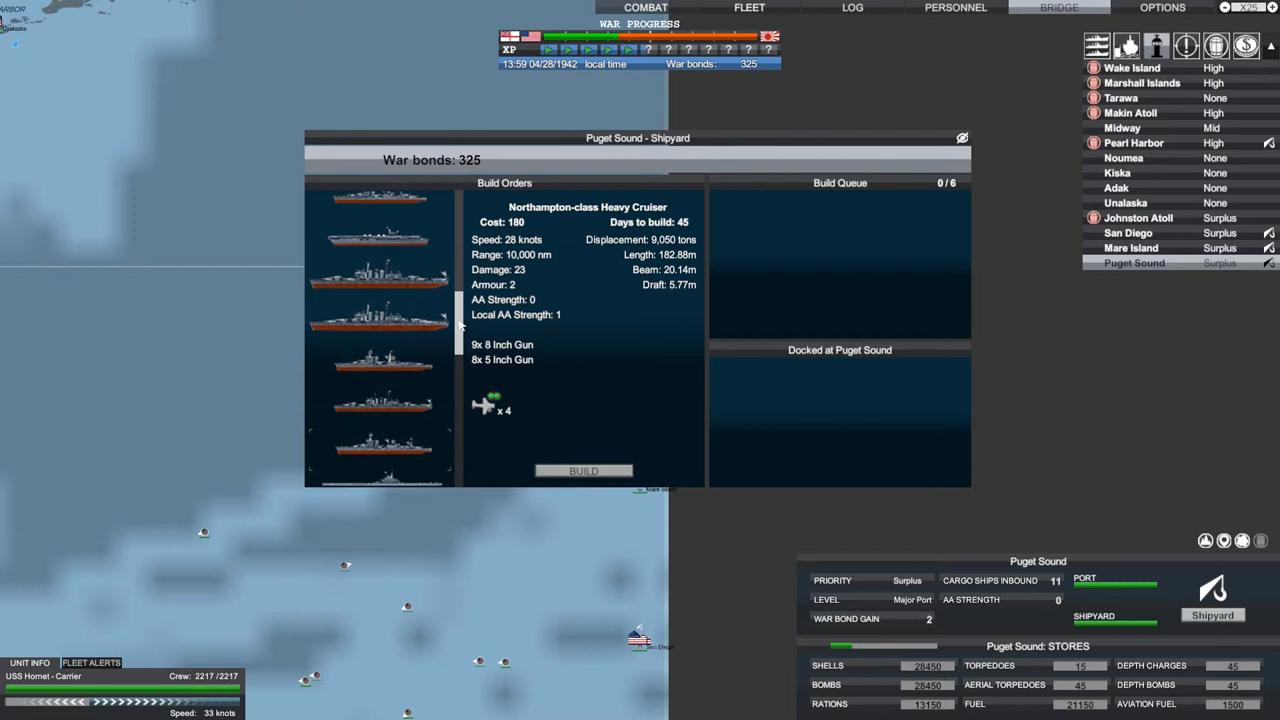 COMBAT FLEET LOG PERSONNEL BRIDGE OPTIONS X25
WAR PROGRESS
XP ? ? ? ? ? ? ?
13:59 04/28/1942 local time War bonds: 325
Wake Island High
Marshall Islands High
Tarawa None
Makin Atoll High
Midway Mid
Pearl Harbor High
Noumea None
Kiska None
Adak None
Unalaska None
Johnston Atoll Surplus
San Diego Surplus
Mare Island Surplus
Puget Sound Surplus
Puget Sound - Shipyard
War bonds: 325
Build Orders
Northampton-class Heavy Cruiser
Cost: 180 Days to build: 45
Speed: 28 knots Displacement: 9,050 tons
Range: 10,000 nm Length: 182.88m
Damage: 23 Beam: 20.14m
Armour: 2 Draft: 5.77m
AA Strength: 0
Local AA Strength: 1
9x 8 Inch Gun
8x 5 Inch Gun
x 4
BUILD
Build Queue 0 / 6
Docked at Puget Sound
Mare Island
San Diego
Puget Sound
PRIORITY Surplus CARGO SHIPS INBOUND 11 PORT
LEVEL Major Port AA STRENGTH 0
WAR BOND GAIN 2 SHIPYARD Shipyard
Puget Sound: STORES
SHELLS 28450 TORPEDOES 15 DEPTH CHARGES 45
BOMBS 28450 AERIAL TORPEDOES 45 DEPTH BOMBS 45
RATIONS 13150 FUEL 21150 AVIATION FUEL 1500
UNIT INFO FLEET ALERTS
USS Hornet - Carrier Crew: 2217 / 2217
Speed: 33 knots